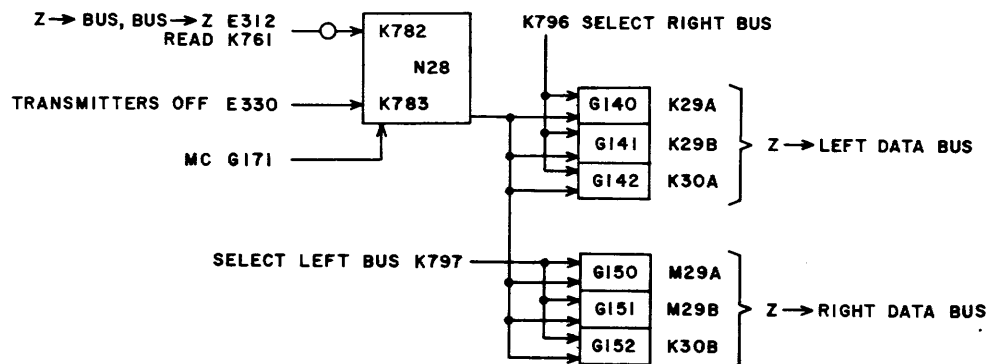 Z → BUS, BUS → Z E312
READ K761
K782
N28
K783
TRANSMITTERS OFF E330
MC G171
K796 SELECT RIGHT BUS
G140 K29A
G141 K29B
G142 K30A
Z → LEFT DATA BUS
SELECT LEFT BUS K797
G150 M29A
G151 M29B
G152 K30B
Z → RIGHT DATA BUS